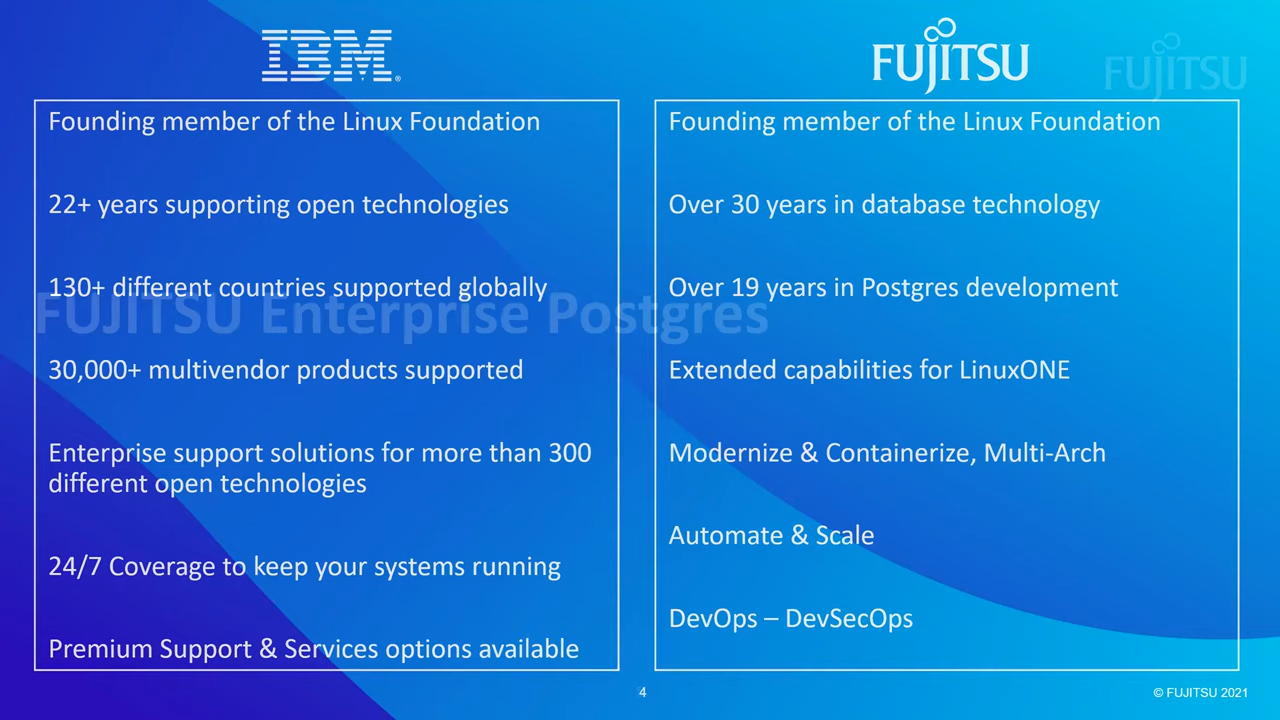 IBM®
Founding member of the Linux Foundation
22+ years supporting open technologies
130+ different countries supported globally
30,000+ multivendor products supported
Enterprise support solutions for more than 300
different open technologies
24/7 Coverage to keep your systems running
Premium Support & Services options available
FUJITSU
FUJITSU
Founding member of the Linux Foundation
Over 30 years in database technology
Over 19 years in Postgres development
Extended capabilities for LinuxONE
Modernize & Containerize, Multi-Arch
Automate & Scale
DevOps – DevSecOps
FUJITSU Enterprise Postgres
4
© FUJITSU 2021